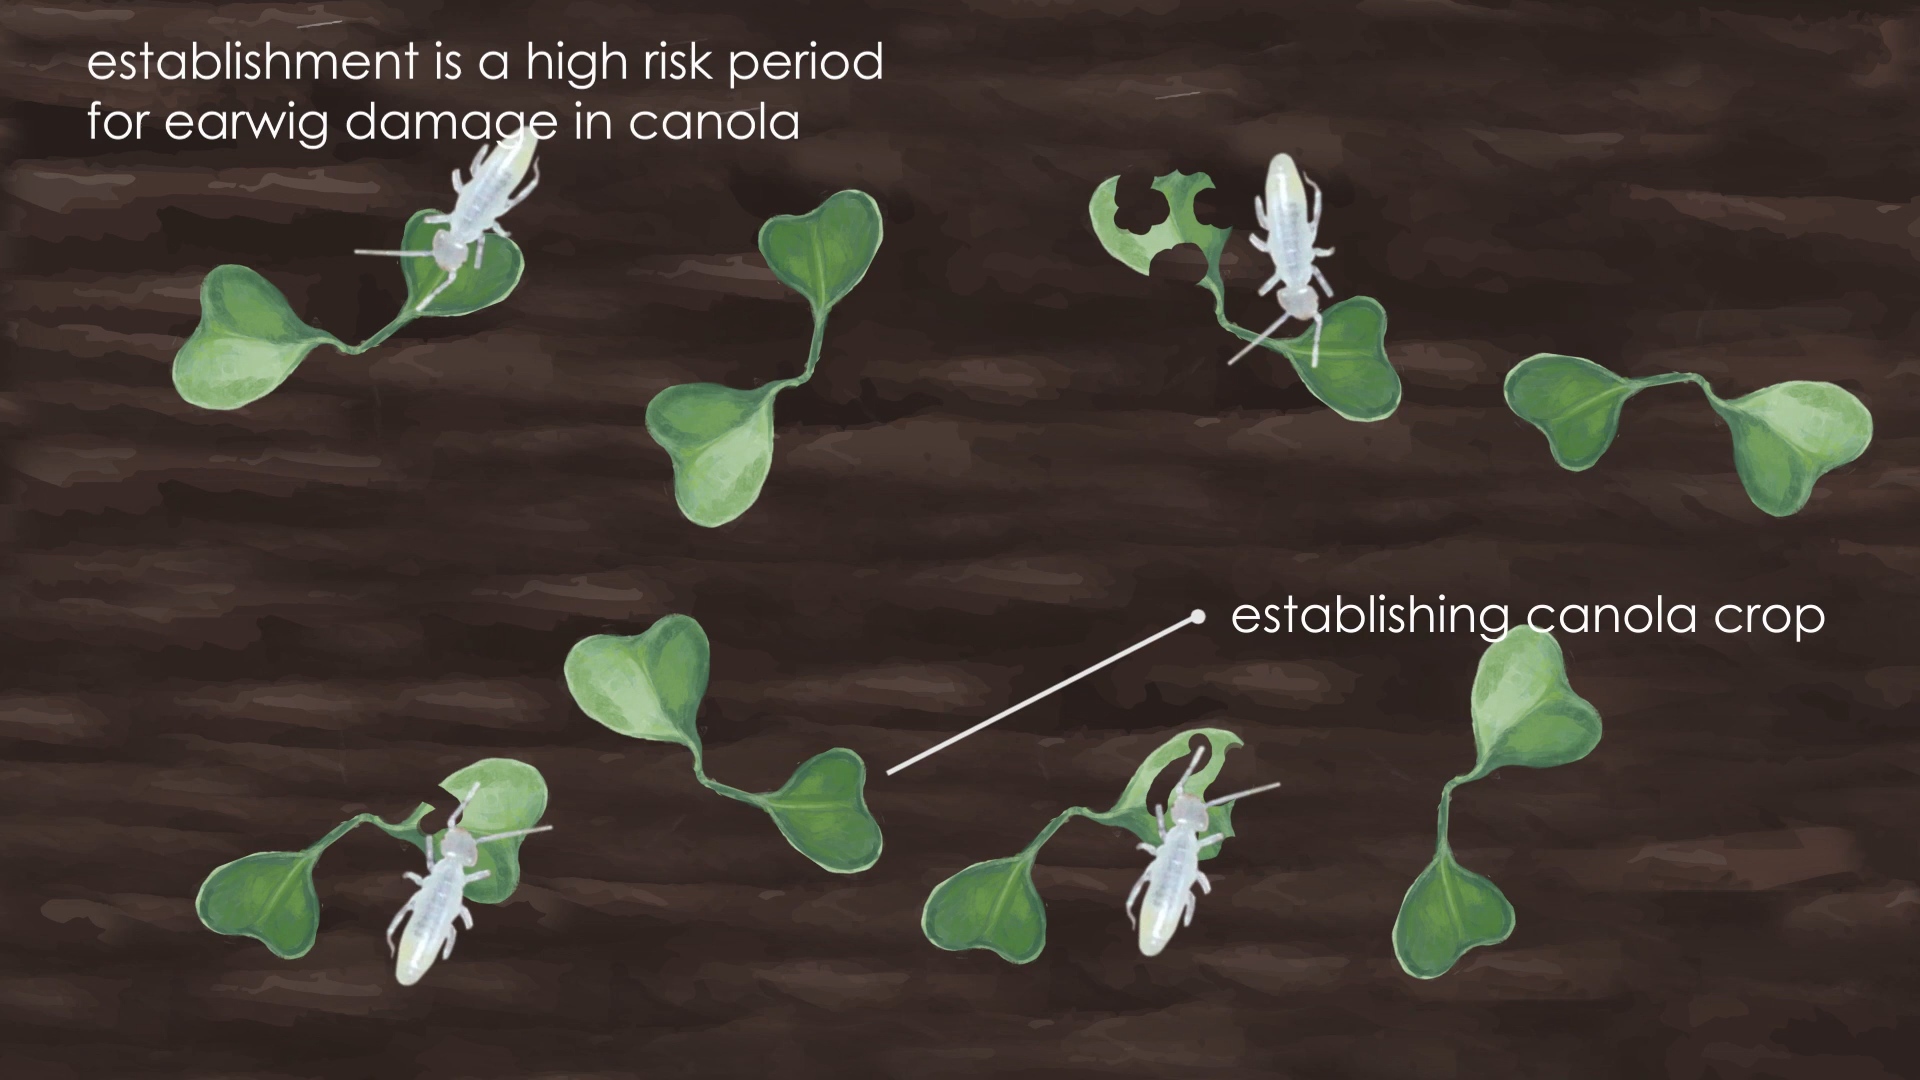 establishment is a high risk period
for earwig damage in canola
establishing canola crop